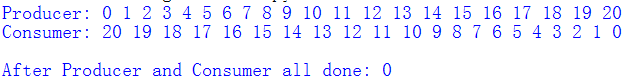 Producer: 0 1 2 3 4 5 6 7 8 9 10 11 12 13 14 15 16 17 18 19 20
Consumer: 20 19 18 17 16 15 14 13 12 11 10 9 8 7 6 5 4 3 2 1 0
After Producer and Consumer all done: 0